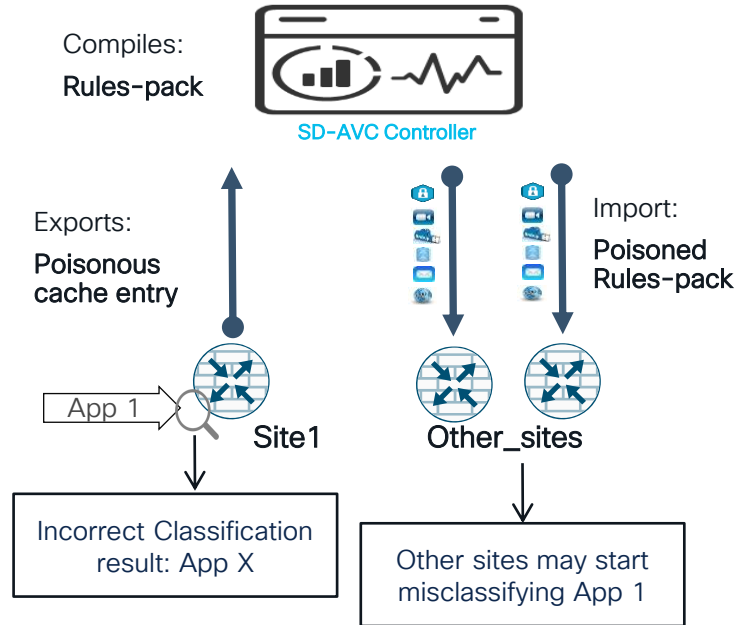 Compiles:
Rules-pack
SD-AVC Controller
Exports:
Poisonous
cache entry
Import:
Poisoned
Rules-pack
App 1
Site1
Other_sites
Incorrect Classification
result: App X
Other sites may start
misclassifying App 1